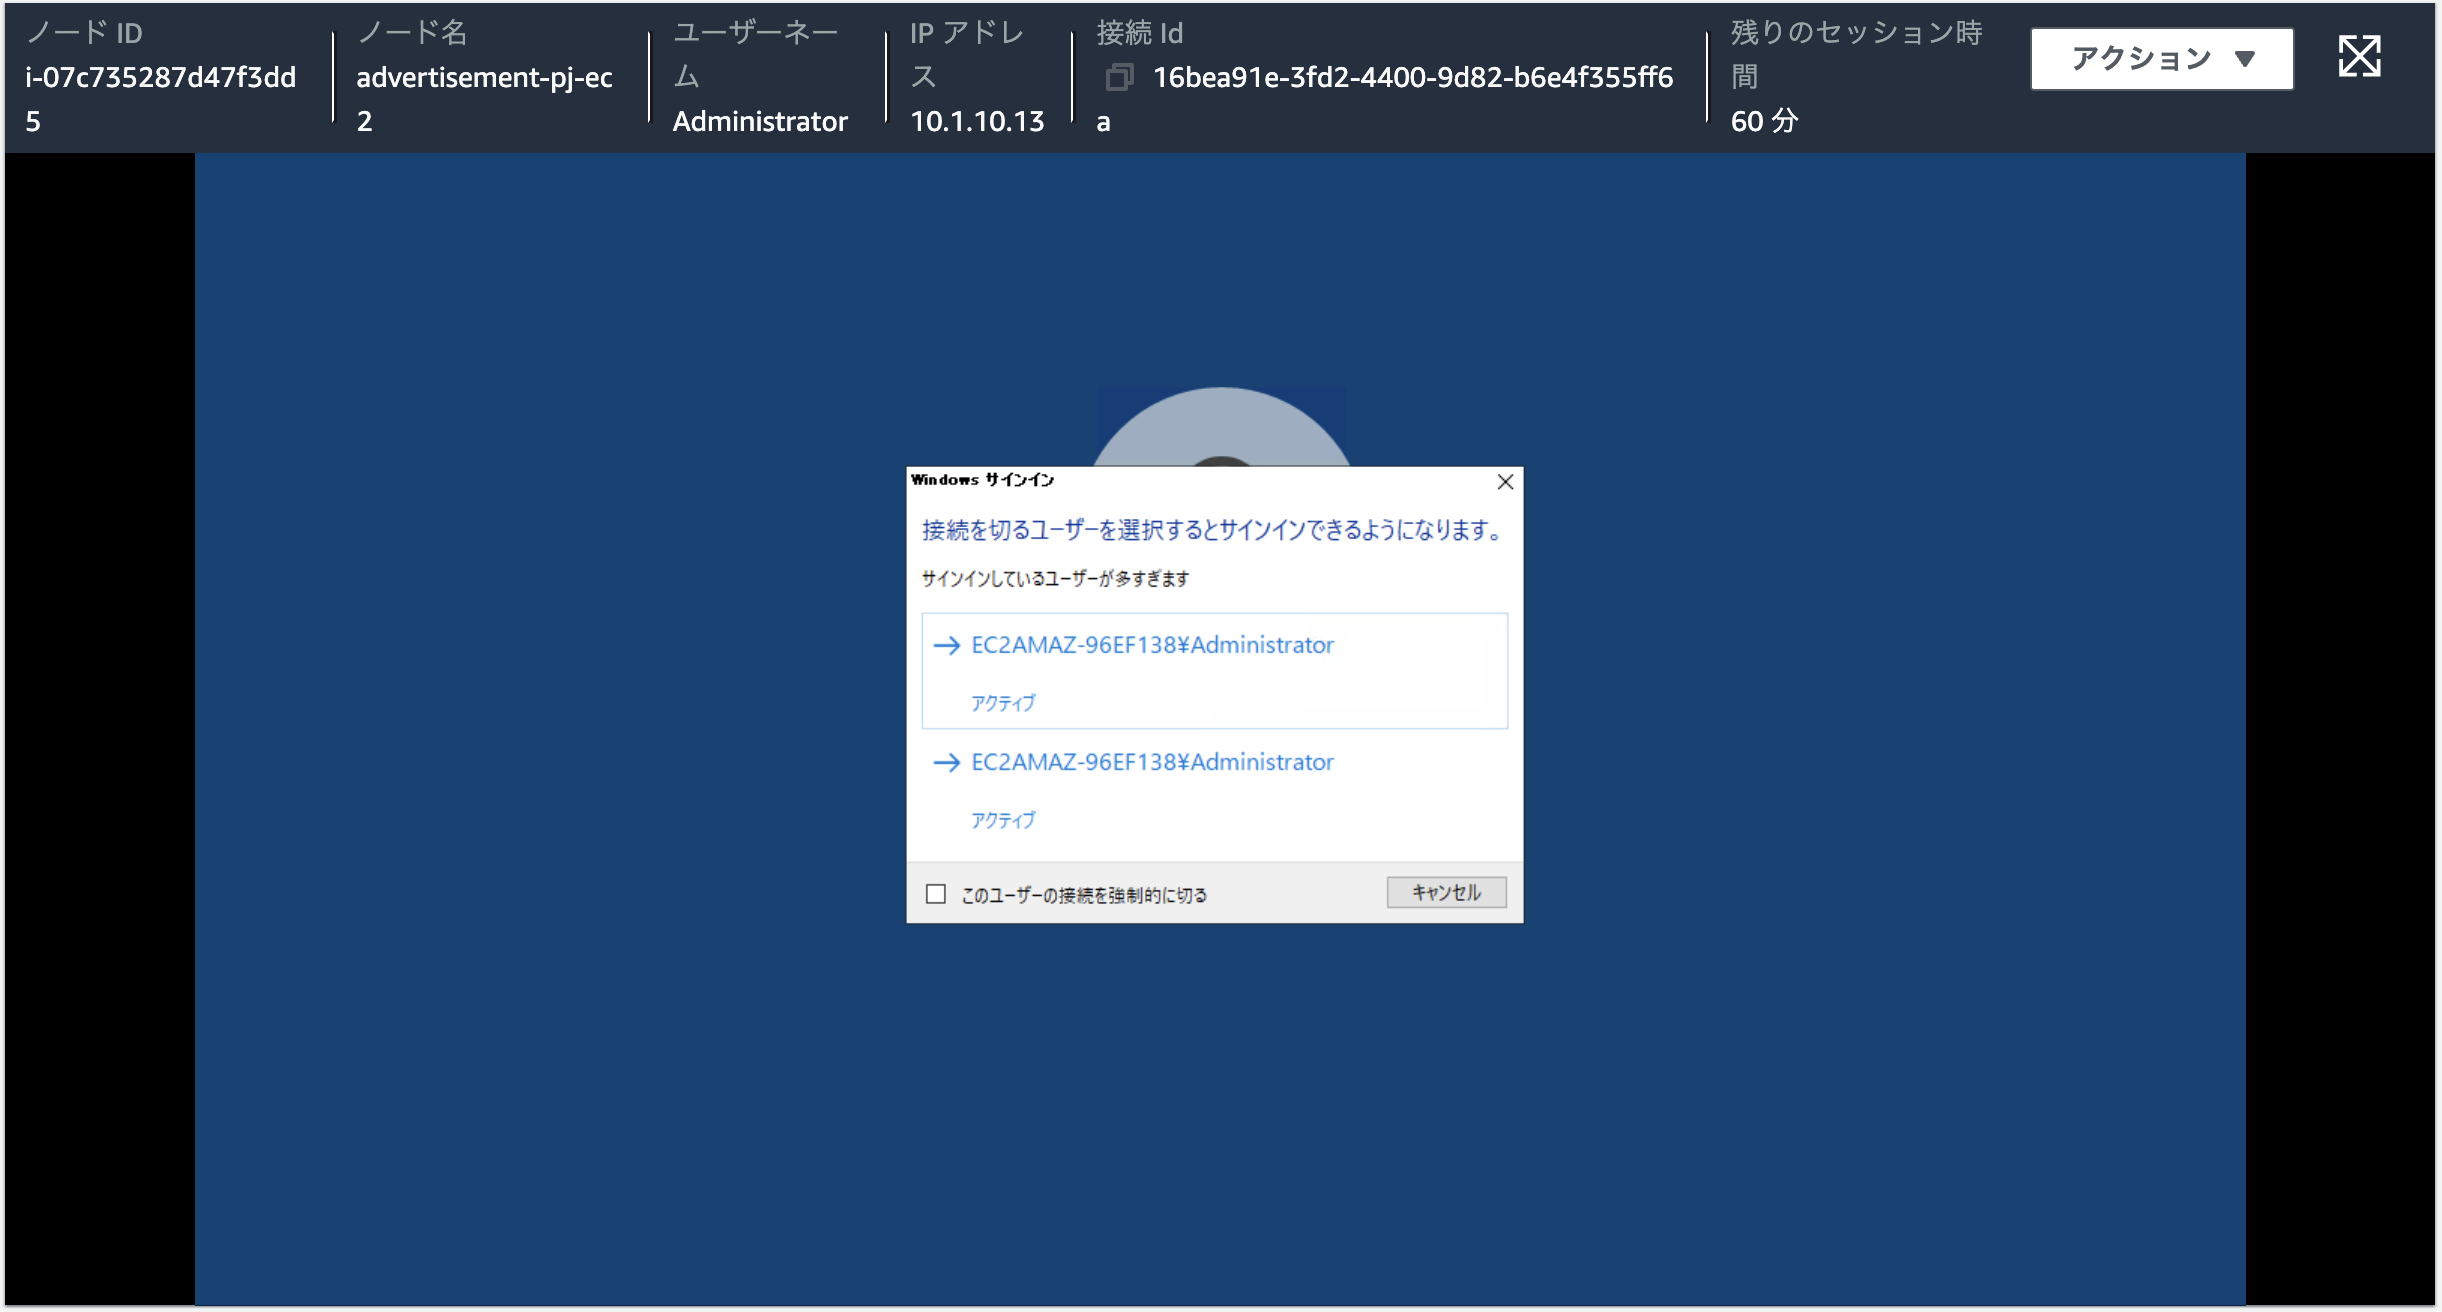 ノード ID
i-07c735287d47f3dd
5
ノード名
advertisement-pj-ec
2
ユーザーネー
ム
Administrator
IP アドレ
ス
10.1.10.13
接続 Id
16bea91e-3fd2-4400-9d82-b6e4f355ff6
a
残りのセッション時
間
60 分
アクション
Windows サインイン
接続を切るユーザーを選択するとサインインできるようになります。
サインインしているユーザーが多すぎます
EC2AMAZ-96EF138¥Administrator
アクティブ
EC2AMAZ-96EF138¥Administrator
アクティブ
このユーザーの接続を強制的に切る
キャンセル